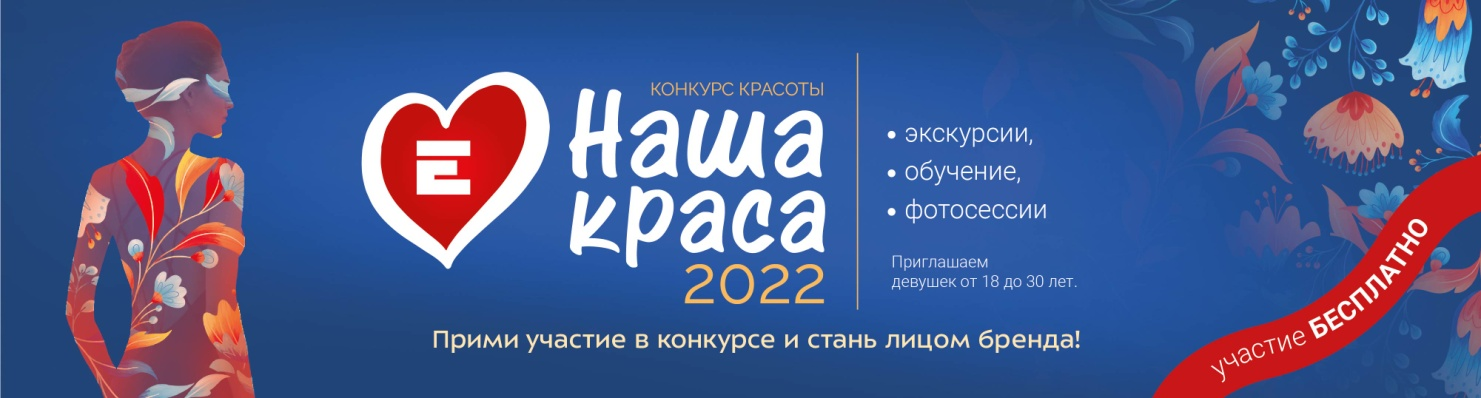 КОНКУРС КРАСОТЫ
Е
Наша
краса
2022
• экскурсии,
• обучение,
• фотосессии
Приглашаем
девушек от 18 до 30 лет.
Прими участие в конкурсе и стань лицом бренда!
участие БЕСПЛАТНО